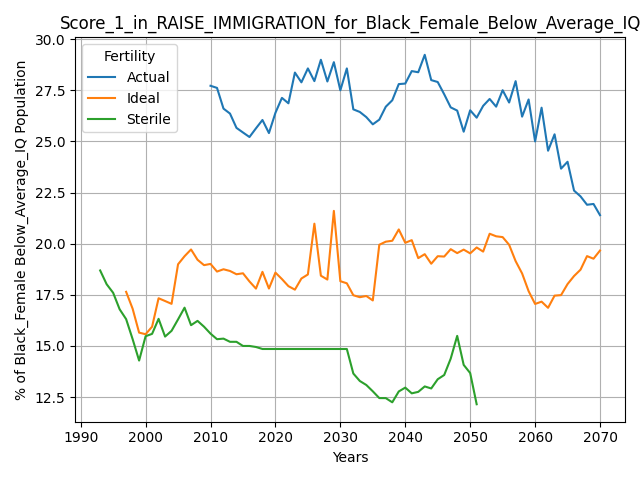 Score_1_in_RAISE_IMMIGRATION_for_Black_Female_Below_Average_IQ
Fertility
Actual
Ideal
Sterile
% of Black_Female Below_Average_IQ Population
30.0
27.5
25.0
22.5
20.0
17.5
15.0
12.5
1990 2000 2010 2020 2030 2040 2050 2060 2070
Years